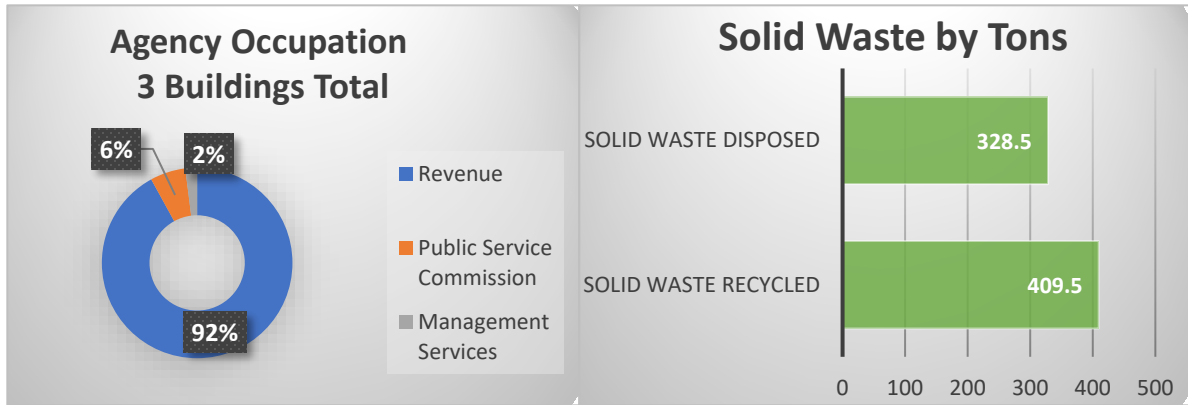 Agency Occupation
3 Buildings Total
6%
2%
92%
Revenue
Public Service
Commission
Management
Services
Solid Waste by Tons
SOLID WASTE DISPOSED
328.5
SOLID WASTE RECYCLED
409.5
0 100 200 300 400 500